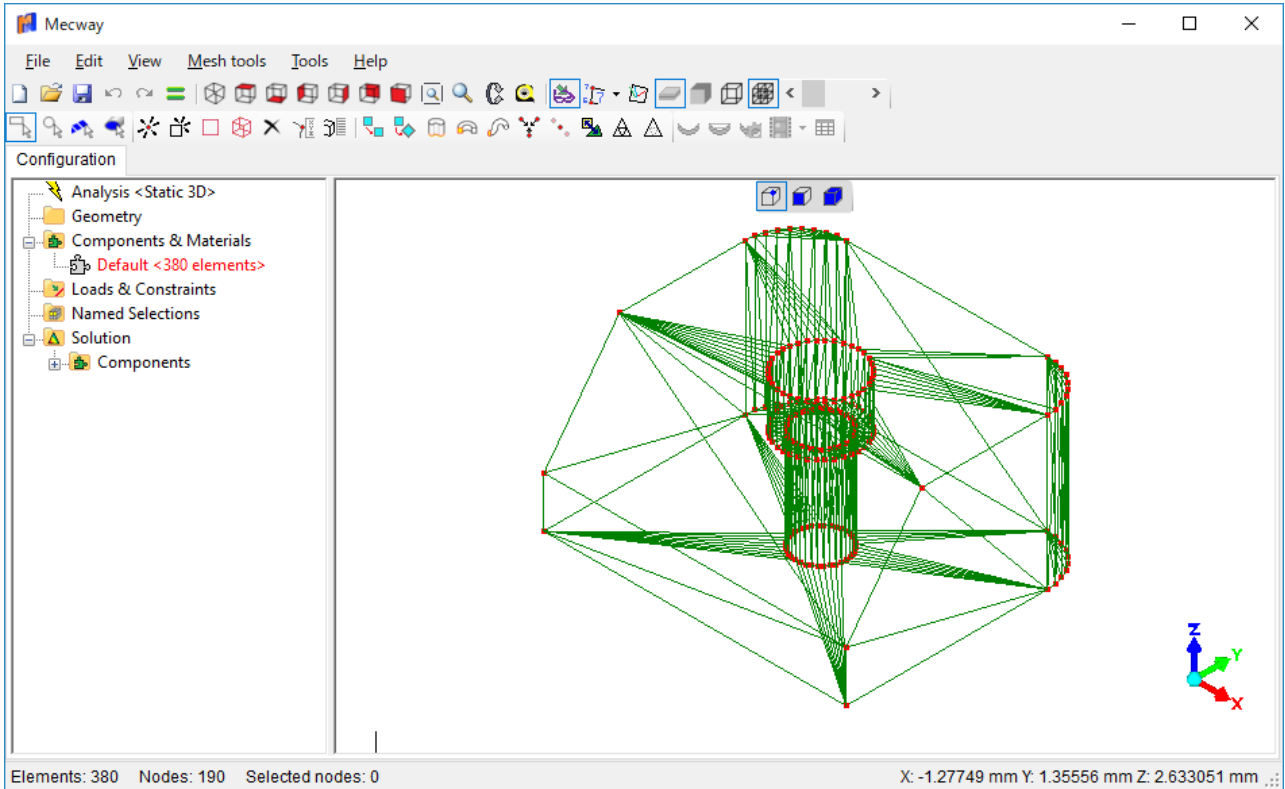 Mecway
File Edit View Mesh tools Tools Help
Configuration
Analysis <Static 3D>
Geometry
Components & Materials
Default <380 elements>
Loads & Constraints
Named Selections
Solution
Components
Z
Y
X
Elements: 380 Nodes: 190 Selected nodes: 0 X: -1.27749 mm Y: 1.35556 mm Z: 2.633051 mm